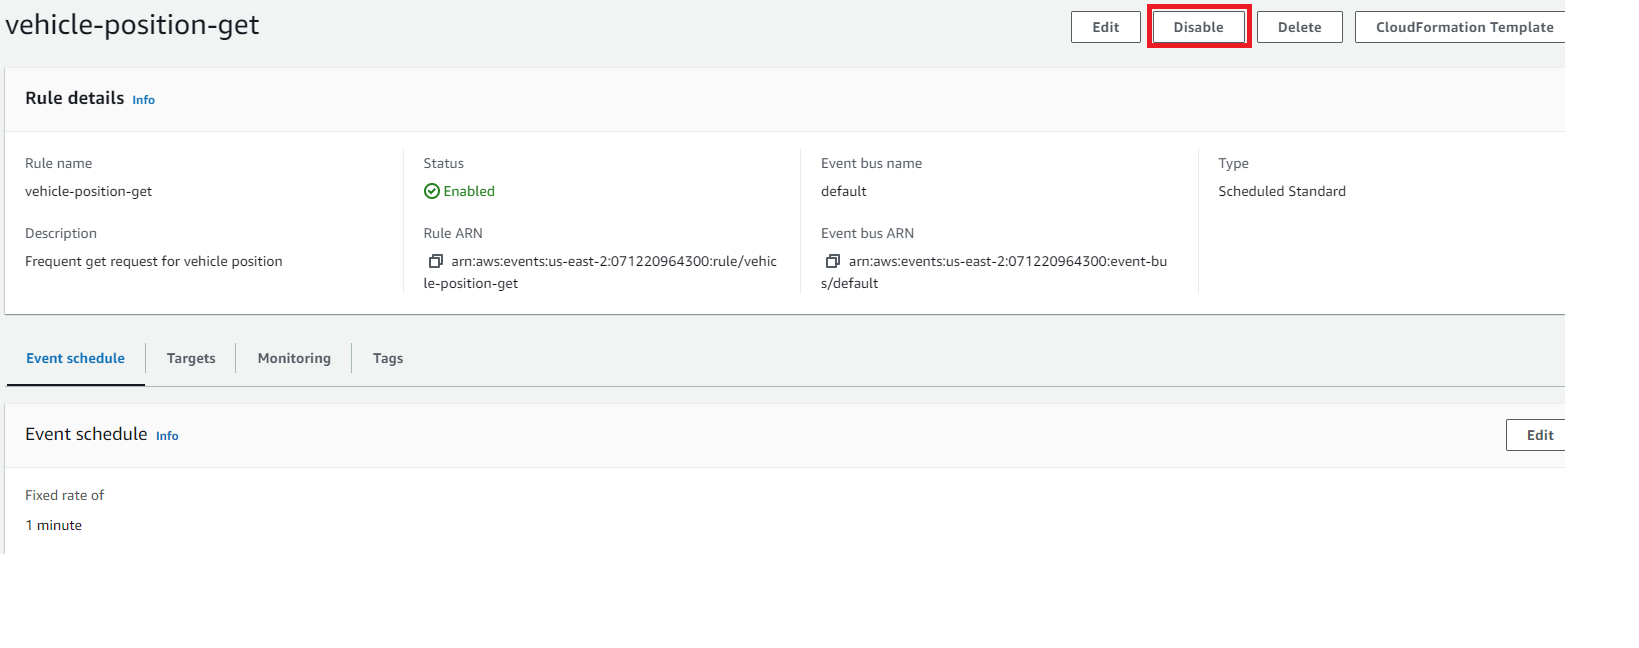 vehicle-position-get
Edit
Disable
Delete
CloudFormation Template
Rule details Info
Rule name
vehicle-position-get
Status
Enabled
Event bus name
default
Type
Scheduled Standard
Description
Frequent get request for vehicle position
Rule ARN
arn:aws:events:us-east-2:071220964300:rule/vehic
le-position-get
Event bus ARN
arn:aws:events:us-east-2:071220964300:event-bu
s/default
Event schedule
Targets
Monitoring
Tags
Event schedule Info
Edit
Fixed rate of
1 minute